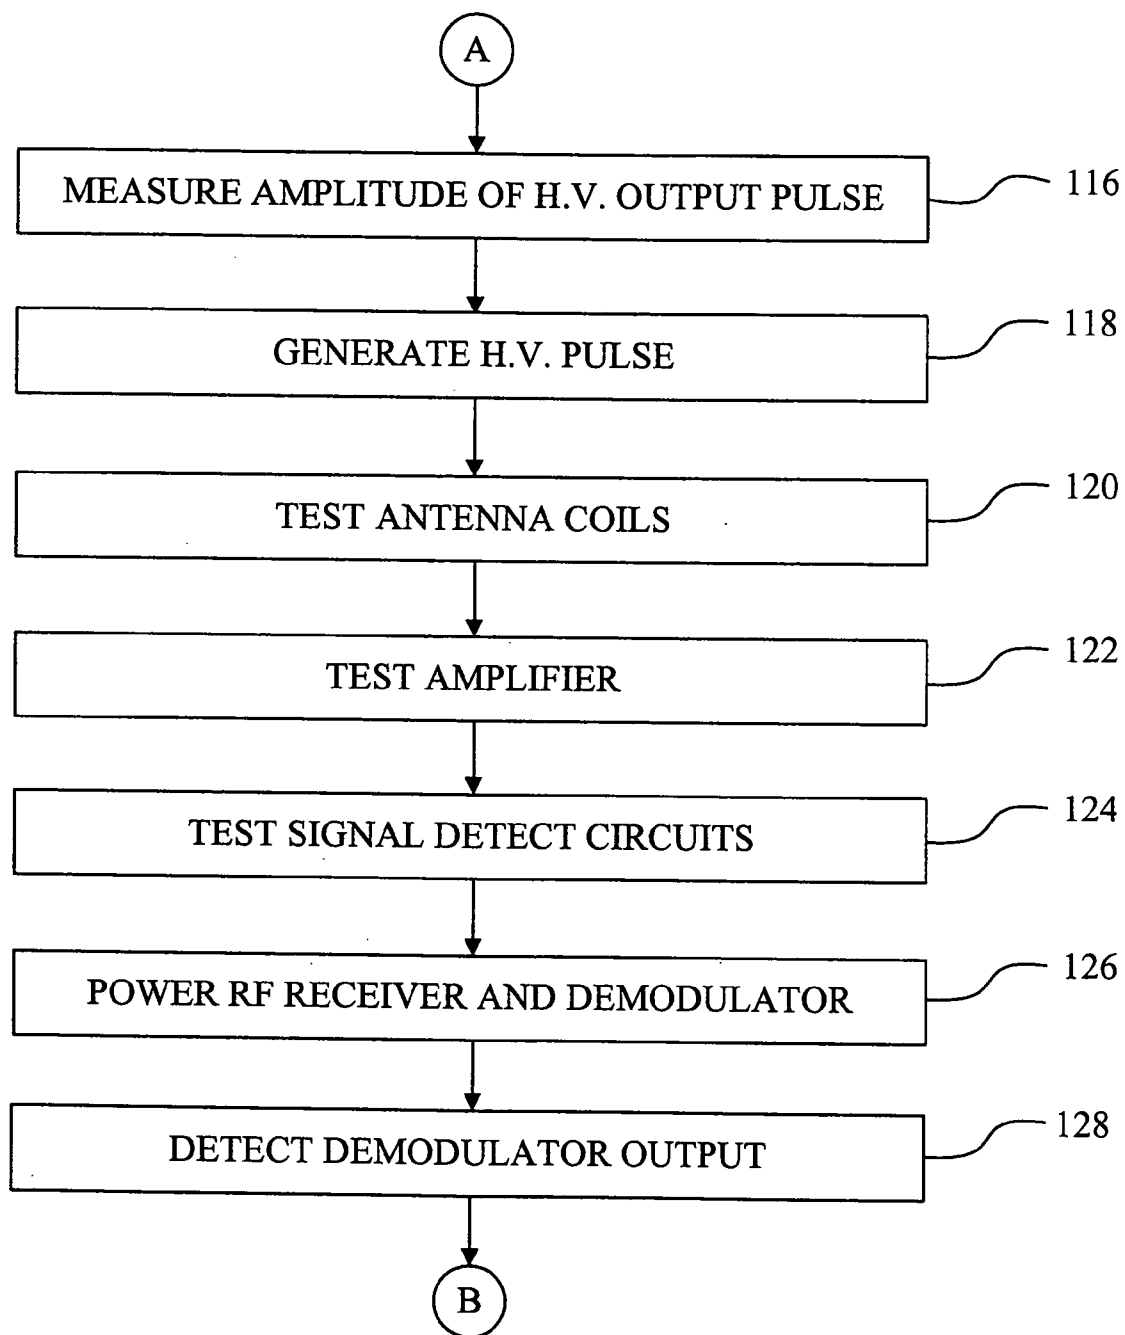 A
MEASURE AMPLITUDE OF H.V. OUTPUT PULSE
116
GENERATE H.V. PULSE
118
TEST ANTENNA COILS
120
TEST AMPLIFIER
122
TEST SIGNAL DETECT CIRCUITS
124
POWER RF RECEIVER AND DEMODULATOR
126
DETECT DEMODULATOR OUTPUT
128
B